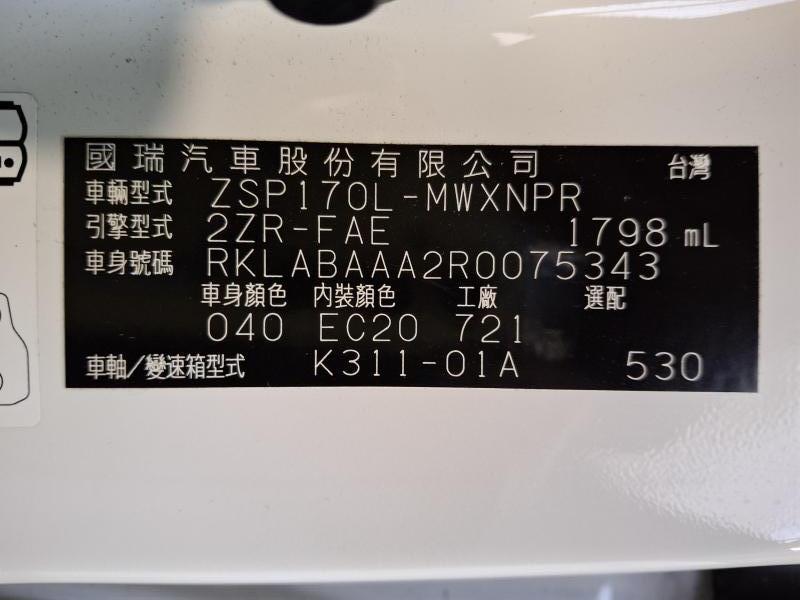 國瑞汽車股份有限公司 台灣
車輛型式 ZSP170L-MWXNPR
引擎型式 2ZR-FAE 1798 mL
車身號碼 RKLABAAA2R0075343
車身顏色 內裝顏色 工廠 選配
040 EC20 721
車軸/變速箱型式 K311-01A 530